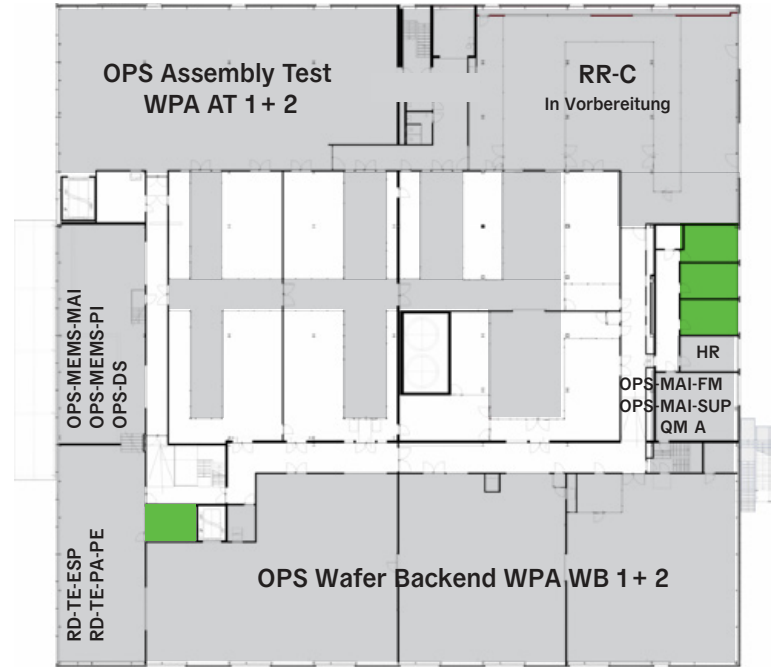 OPS Assembly Test
WPA AT 1+ 2
RR-C
In Vorbereitung
OPS-MEMS-MAI
OPS-MEMS-PI
OPS-DS
HR
OPS-MAI-FM
OPS-MAI-SUP
QM A
RD-TE-ESP
RD-TE-PA-PE
OPS Wafer Backend WPA WB 1+ 2